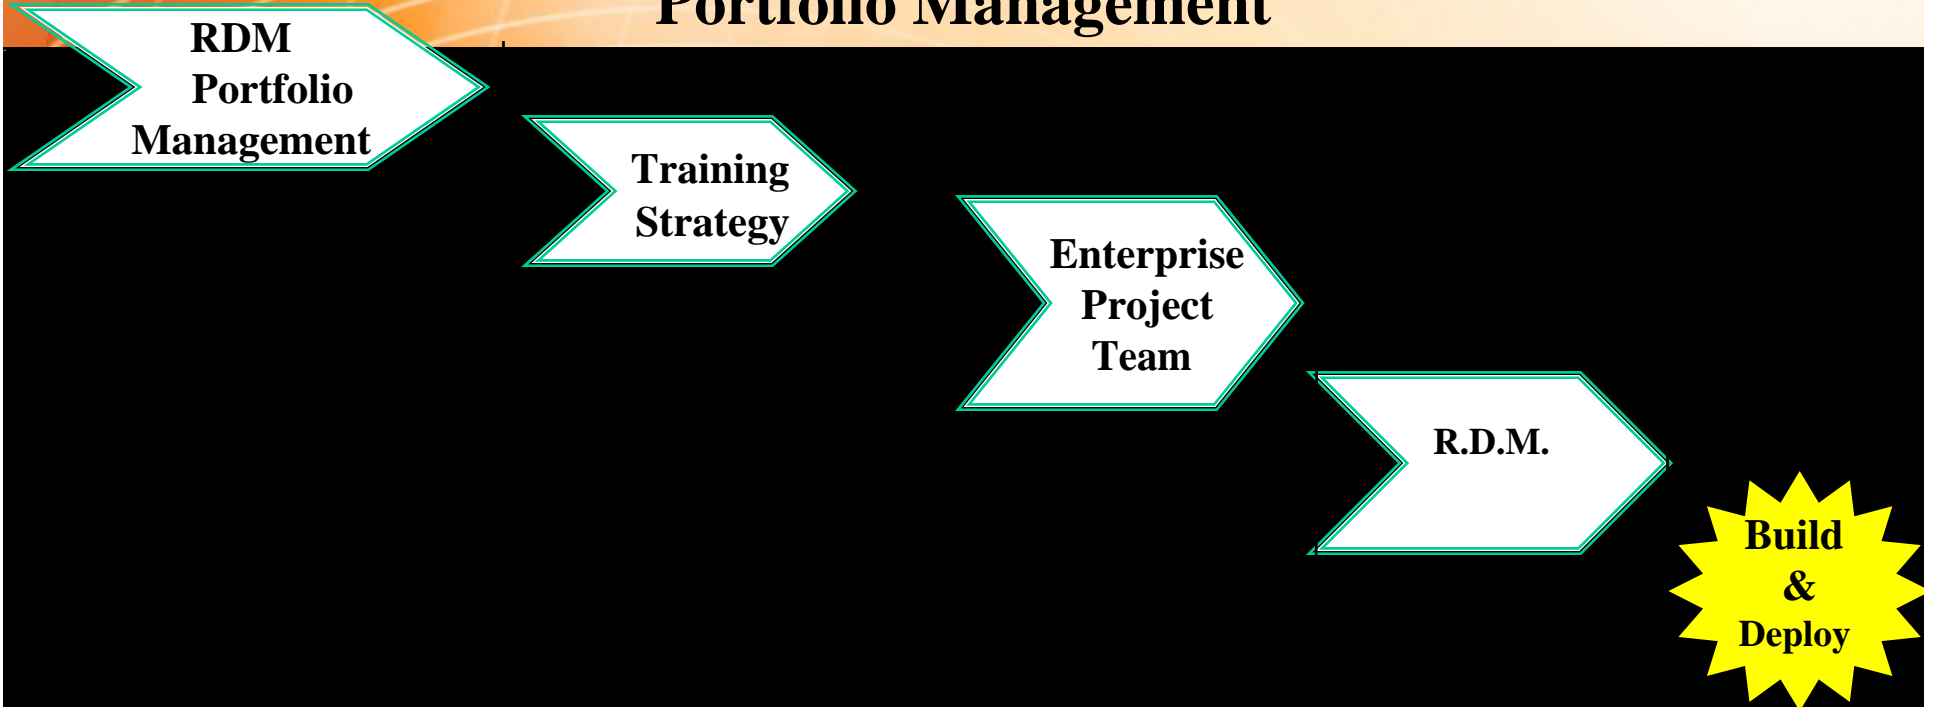 Portfolio Management
RDM
Portfolio
Management
Training
Strategy
Enterprise
Project
Team
R.D.M.
Build
&
Deploy